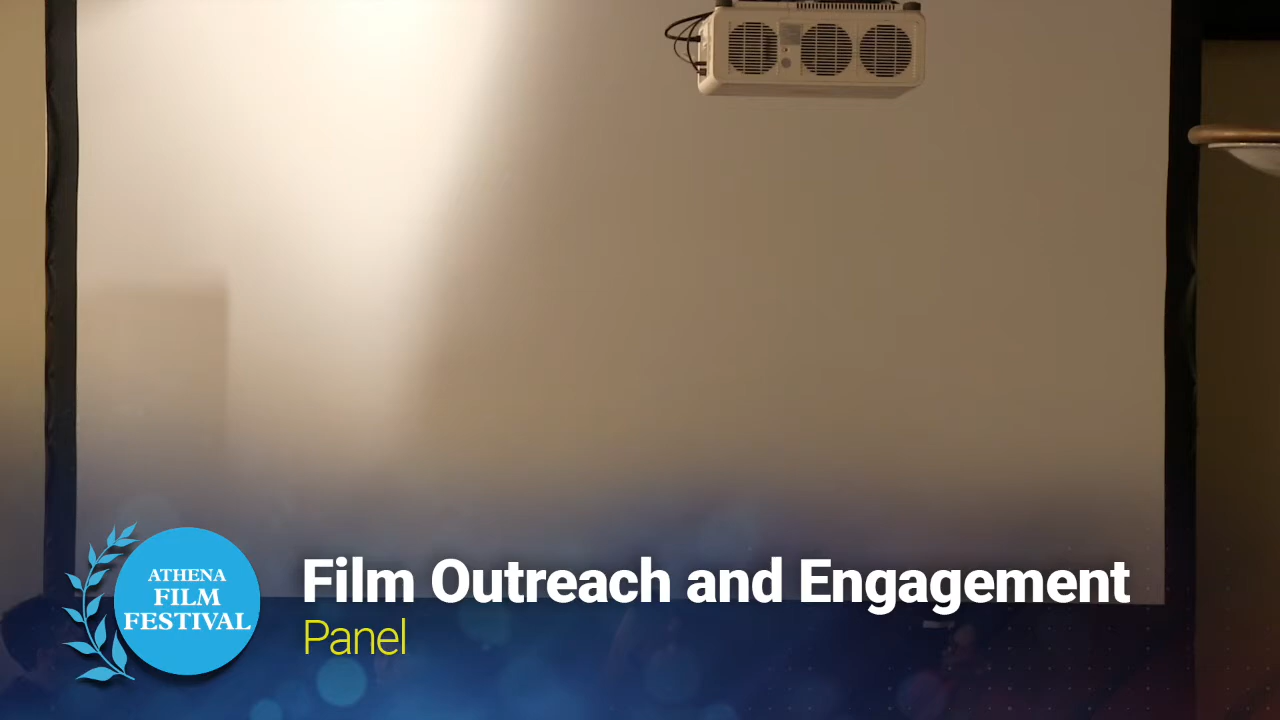 ATHENA
FILM
FESTIVAL
Film Outreach and Engagement
Panel